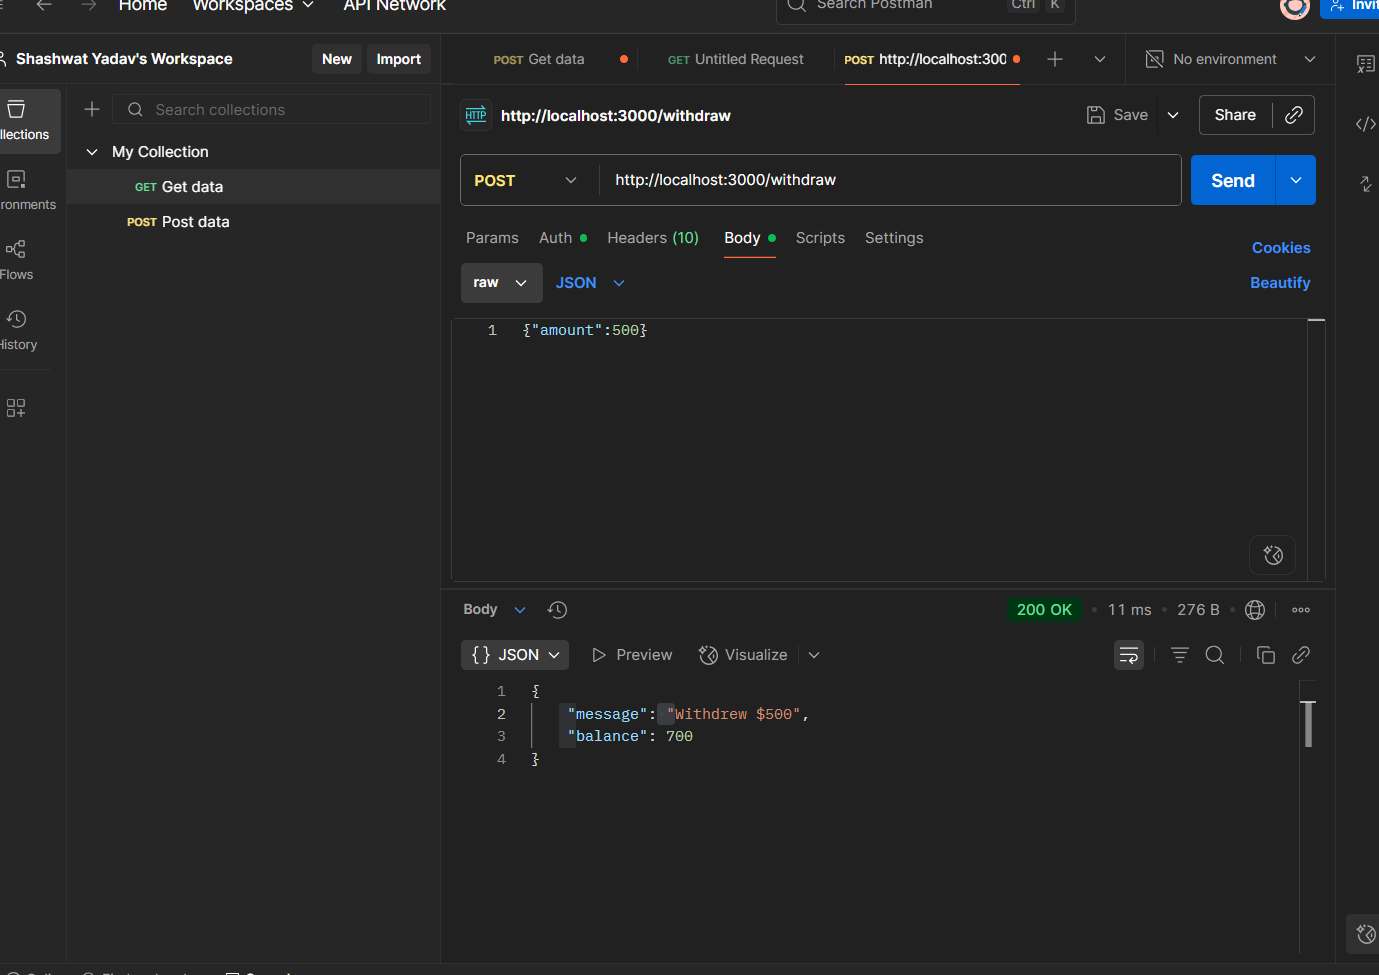 Home Workspaces API Network
Search Postman Ctrl K
Shashwat Yadav's Workspace New Import
POST Get data GET Untitled Request POST http://localhost:300 No environment
Search collections
http://localhost:3000/withdraw Save Share
My Collection
GET Get data
POST Post data
POST http://localhost:3000/withdraw Send
Params Auth Headers (10) Body Scripts Settings Cookies
raw JSON Beautify
Flows
1 {"amount":500}
Body 200 OK 11 ms 276 B
{} JSON Preview Visualize
1 {
2 "message": "Withdrew $500",
3 "balance": 700
4 }